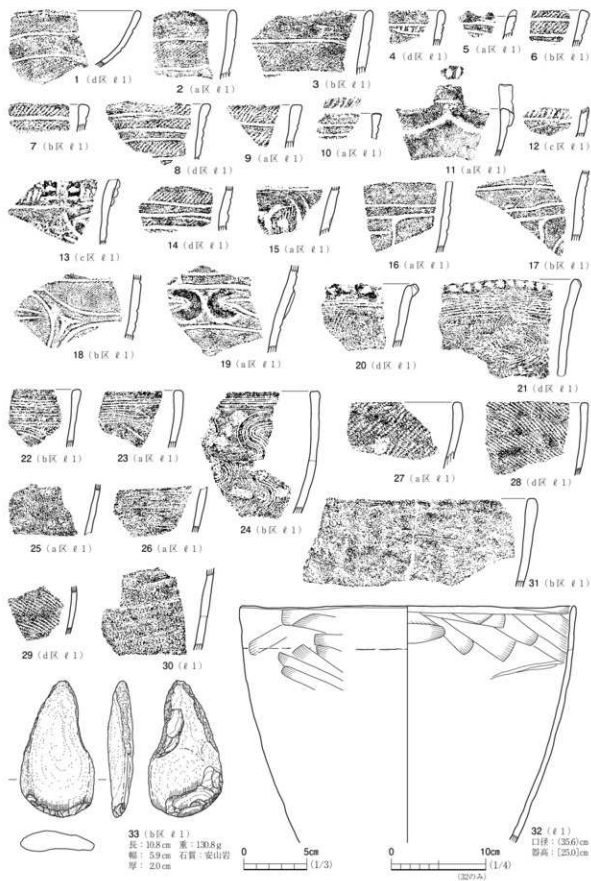 1 (d区 ℓ1)
2 (a区 ℓ1)
3 (b区 ℓ1)
4 (d区 ℓ1)
5 (a区 ℓ1)
6 (b区 ℓ1)
7 (b区 ℓ1)
8 (d区 ℓ1)
9 (a区 ℓ1)
10 (a区 ℓ1)
11 (a区 ℓ1)
12 (c区 ℓ1)
13 (c区 ℓ1)
14 (d区 ℓ1)
15 (a区 ℓ1)
16 (a区 ℓ1)
17 (b区 ℓ1)
18 (b区 ℓ1)
19 (a区 ℓ1)
20 (d区 ℓ1)
21 (d区 ℓ1)
22 (b区 ℓ1)
23 (a区 ℓ1)
24 (b区 ℓ1)
27 (a区 ℓ1)
28 (d区 ℓ1)
25 (a区 ℓ1)
26 (a区 ℓ1)
31 (b区 ℓ1)
29 (d区 ℓ1)
30 (ℓ1)
33 (b区 ℓ1)
長：10.8㎝ 重：130.8g
幅： 5.9㎝ 石質：安山岩
厚： 2.0㎝
0 5㎝
(1/3)
0 10㎝
(1/4)
(32のみ)
32 (ℓ1)
口径：(35.6)㎝
器高：[25.0]㎝